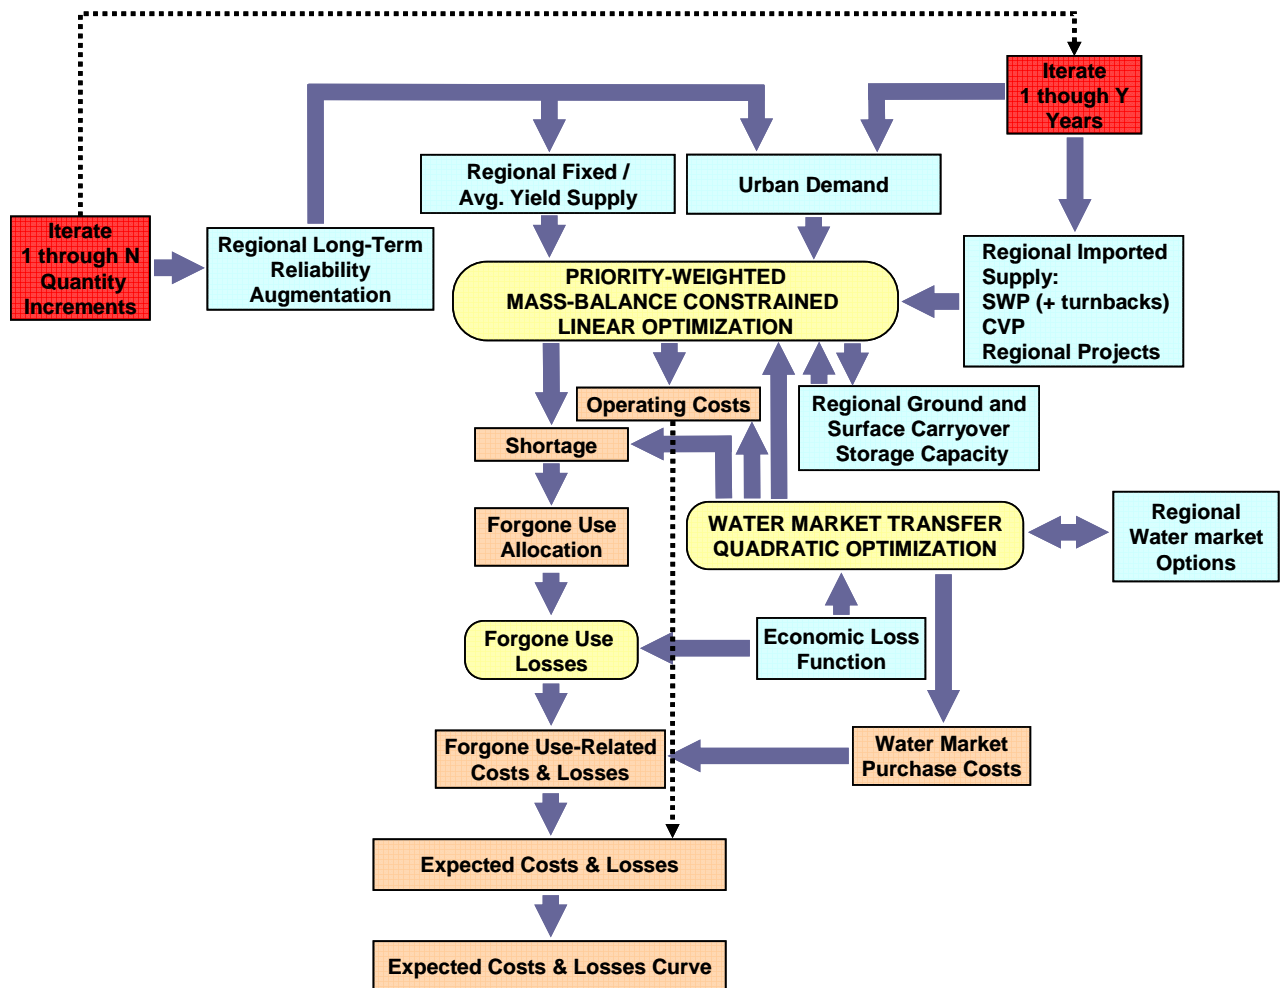 Iterate
1 though Y
Years
Regional Fixed /
Avg. Yield Supply
Urban Demand
Iterate
1 through N
Quantity
Increments
Regional Long-Term
Reliability
Augmentation
PRIORITY-WEIGHTED
MASS-BALANCE CONSTRAINED
LINEAR OPTIMIZATION
Regional Imported
Supply:
SWP (+ turnbacks)
CVP
Regional Projects
Operating Costs
Regional Ground and
Surface Carryover
Storage Capacity
Shortage
Forgone Use
Allocation
WATER MARKET TRANSFER
QUADRATIC OPTIMIZATION
Regional
Water market
Options
Forgone Use
Losses
Economic Loss
Function
Forgone Use-Related
Costs & Losses
Water Market
Purchase Costs
Expected Costs & Losses
Expected Costs & Losses Curve